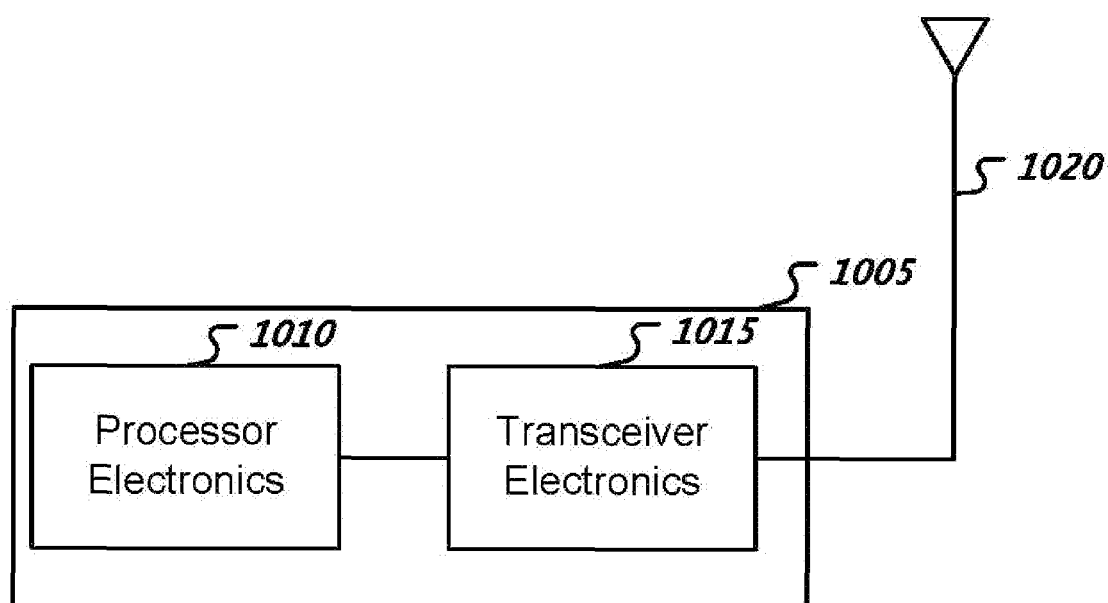 1020
1005
1010
1015
Processor
Electronics
Transceiver
Electronics